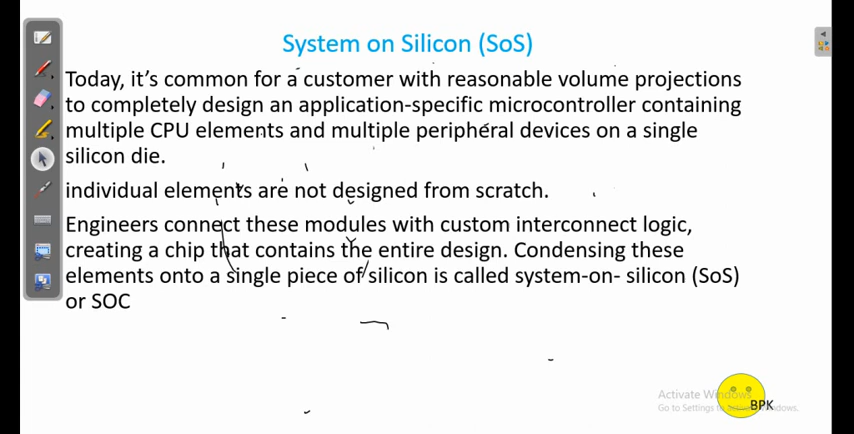 System on Silicon (SoS)
Today, it's common for a customer with reasonable volume projections
to completely design an application-specific microcontroller containing
multiple CPU elements and multiple peripheral devices on a single
silicon die.
individual elements are not designed from scratch.
Engineers connect these modules with custom interconnect logic,
creating a chip that contains the entire design. Condensing these
elements onto a single piece of silicon is called system-on- silicon (SoS)
or SOC
Activate Windows
Go to Settings to activate Windows.
BPK